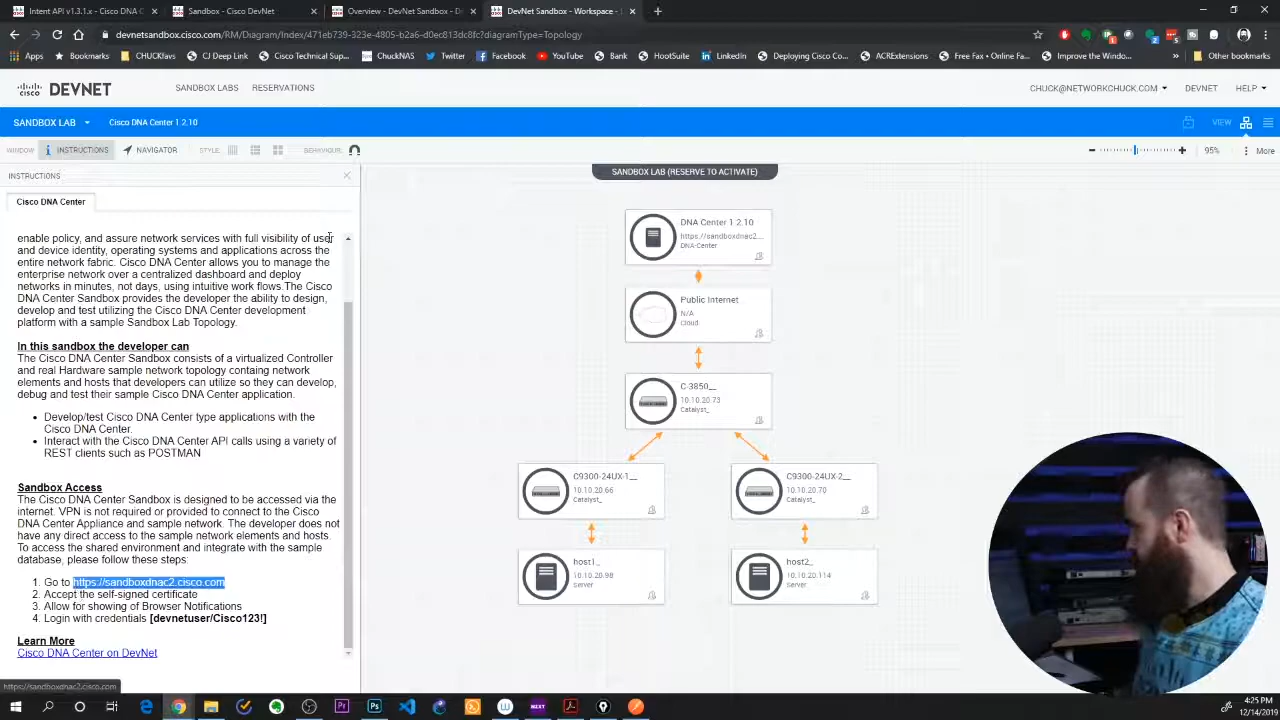 Intent API v1.3.1.x - Cisco DNA C
Sandbox - Cisco DevNet
Overview - DevNet Sandbox - D
DevNet Sandbox - Workspace -
devnetsandbox.cisco.com/RM/Diagram/Index/471eb739-323e-4805-b2a6-d0ec813dc8fc?diagramType=Topology
Apps
Bookmarks
CHUCKfavs
CJ Deep Link
Cisco Technical Sup...
ChuckNAS
Twitter
Facebook
YouTube
Bank
HootSuite
LinkedIn
Deploying Cisco Co...
ACRExtensions
Free Fax • Online Fa...
Improve the Window...
»
Other bookmarks
CISCO DEVNET
SANDBOX LABS
RESERVATIONS
CHUCK@NETWORKCHUCK.COM
DEVNET
HELP
SANDBOX LAB
Cisco DNA Center 1.2.10
VIEW
WINDOW
INSTRUCTIONS
NAVIGATOR
STYLE
BEHAVIOUR
95%
More
INSTRUCTIONS
Cisco DNA Center
enable policy, and assure network services with full visibility of user
and device identity, operating systems and applications across the
entire network fabric. Cisco DNA Center allows you to manage the
enterprise network over a centralized dashboard and deploy
networks in minutes, not days, using intuitive work flows.The Cisco
DNA Center Sandbox provides the developer the ability to design,
develop and test utilizing the Cisco DNA Center development
platform with a sample Sandbox Lab Topology.
In this sandbox the developer can
The Cisco DNA Center Sandbox consists of a virtualized Controller
and real Hardware sample network topology containg network
elements and hosts that developers can utilize so they can develop,
debug and test their sample Cisco DNA Center application.
• Develop/test Cisco DNA Center type applications with the
Cisco DNA Center.
• Interact with the Cisco DNA Center API calls using a variety of
REST clients such as POSTMAN
Sandbox Access
The Cisco DNA Center Sandbox is designed to be accessed via the
internet. VPN is not required or provided to connect to the Cisco
DNA Center Appliance and sample network. The developer does not
have any direct access to the sample network elements and hosts.
To access the shared environment and integrate with the sample
database, please follow these steps:
1. Go to https://sandboxdnac2.cisco.com
2. Accept the self-signed certificate
3. Allow for showing of Browser Notifications
4. Login with credentials [devnetuser/Cisco123!]
Learn More
Cisco DNA Center on DevNet
https://sandboxdnac2.cisco.com
SANDBOX LAB (RESERVE TO ACTIVATE)
DNA Center 1.2.10
https://sandboxdnac2....
DNA-Center
Public Internet
N/A
Cloud
C-3850__
10.10.20.73
Catalyst_
C9300-24UX-1__
10.10.20.66
Catalyst_
C9300-24UX-2__
10.10.20.70
Catalyst_
host1_
10.10.20.98
Server
host2_
10.10.20.114
Server
4:25 PM
12/14/2019